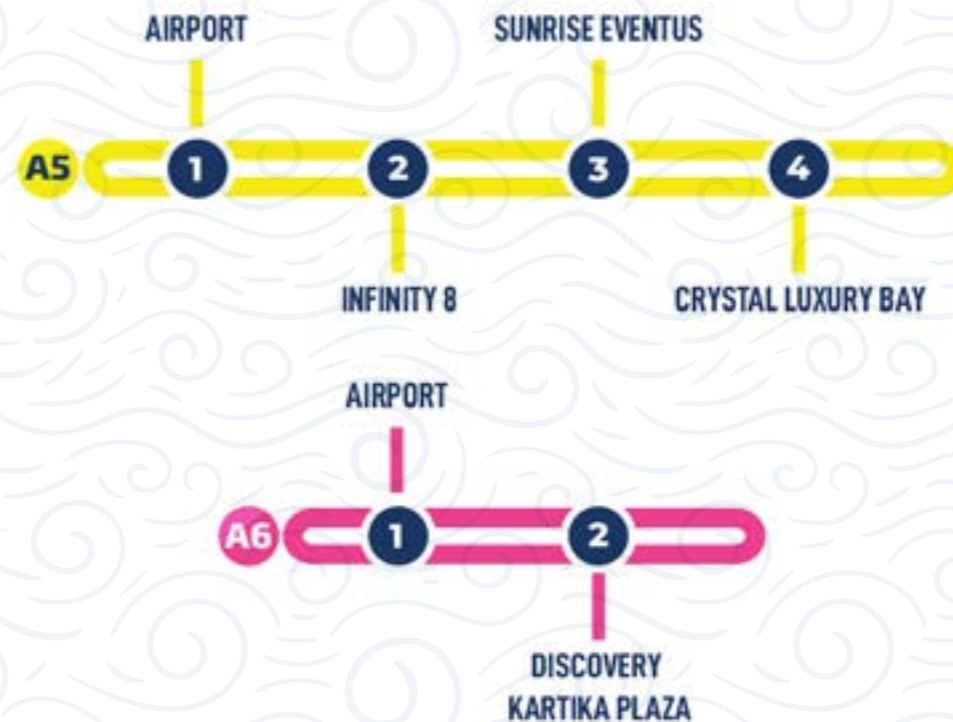 AIRPORT SUNRISE EVENTUS
A5 1 2 3 4
INFINITY 8 CRYSTAL LUXURY BAY
AIRPORT
A6 1 2
DISCOVERY
KARTIKA PLAZA